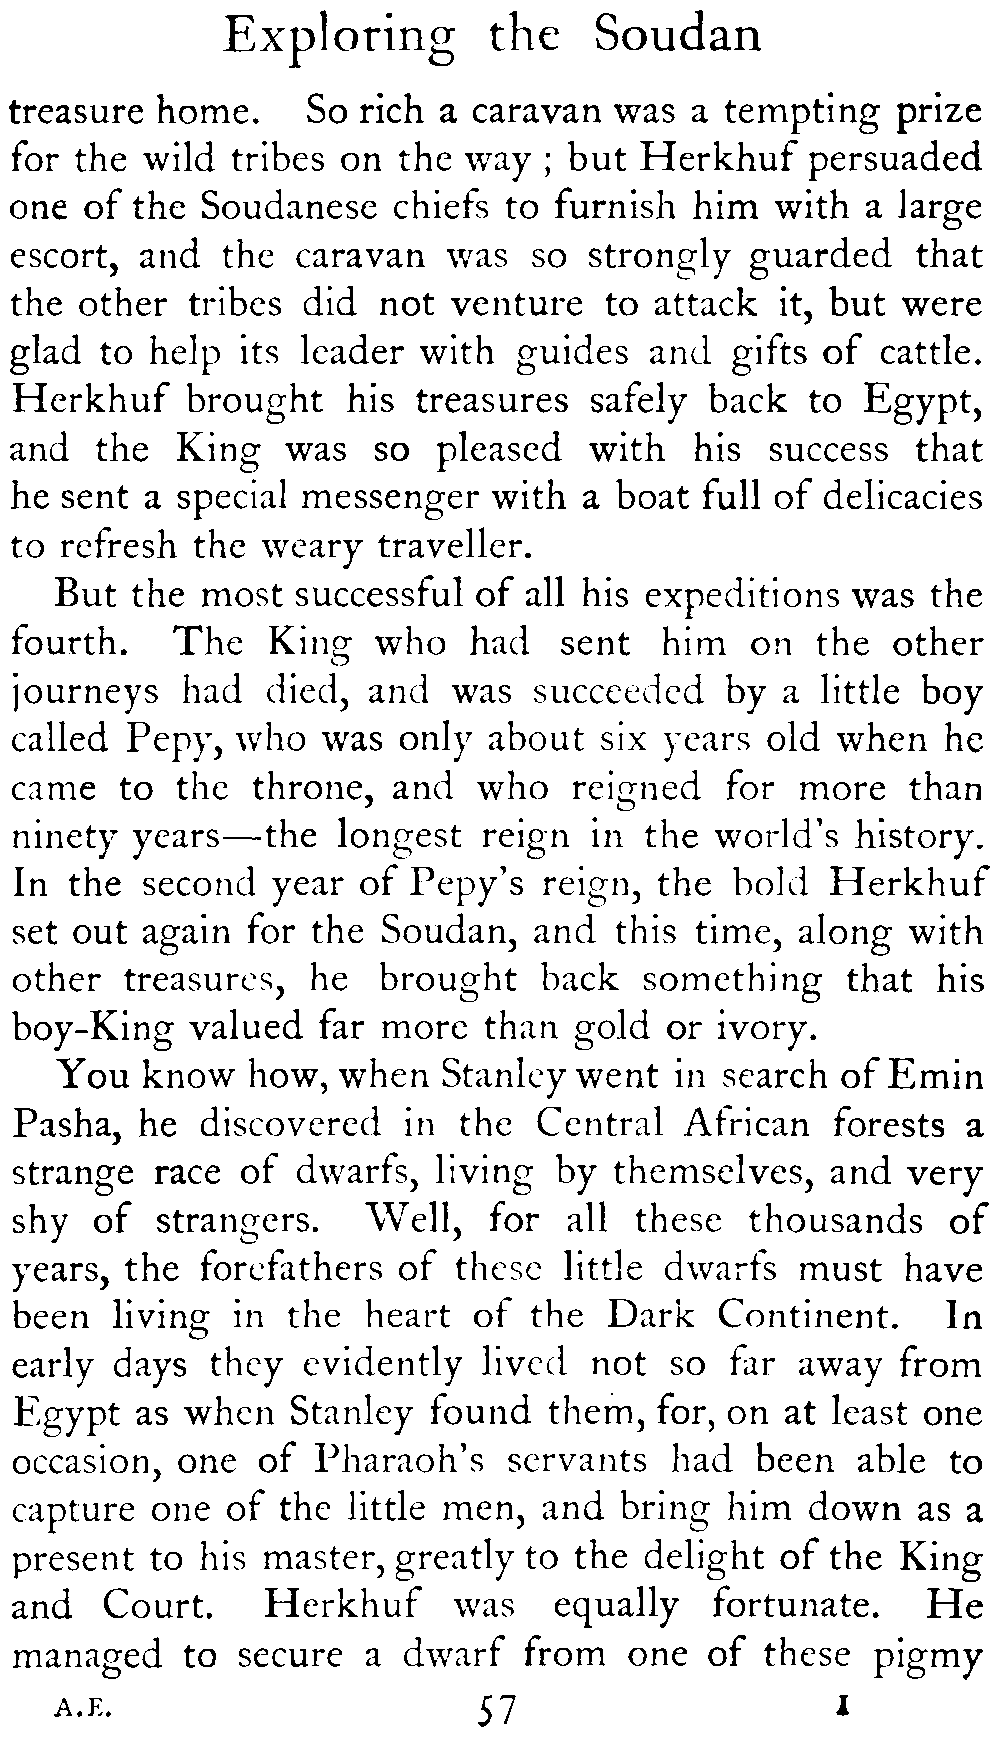 Exploring the Soudan
treasure home. So rich a caravan was a tempting prize
for the wild tribes on the way ; but Herkhuf persuaded
one of the Soudanese chiefs to furnish him with a large
escort, and the caravan was so strongly guarded that
the other tribes did not venture to attack it, but were
glad to help its leader with guides and gifts of cattle.
Herkhuf brought his treasures safely back to Egypt,
and the King was so pleased with his success that
he sent a special messenger with a boat full of delicacies
to refresh the weary traveller.
But the most successful of all his expeditions was the
fourth. The King who had sent him on the other
journeys had died, and was succeeded by a little boy
called Pepy, who was only about six years old when he
came to the throne, and who reigned for more than
ninety years—the longest reign in the world's history.
In the second year of Pepy's reign, the bold Herkhuf
set out again for the Soudan, and this time, along with
other treasures, he brought back something that his
boy-King valued far more than gold or ivory.
You know how, when Stanley went in search of Emin
Pasha, he discovered in the Central African forests a
strange race of dwarfs, living by themselves, and very
shy of strangers. Well, for all these thousands of
years, the forefathers of these little dwarfs must have
been living in the heart of the Dark Continent. In
early days they evidently lived not so far away from
Egypt as when Stanley found them, for, on at least one
occasion, one of Pharaoh's servants had been able to
capture one of the little men, and bring him down as a
present to his master, greatly to the delight of the King
and Court. Herkhuf was equally fortunate. He
managed to secure a dwarf from one of these pigmy
A.E. 57 I